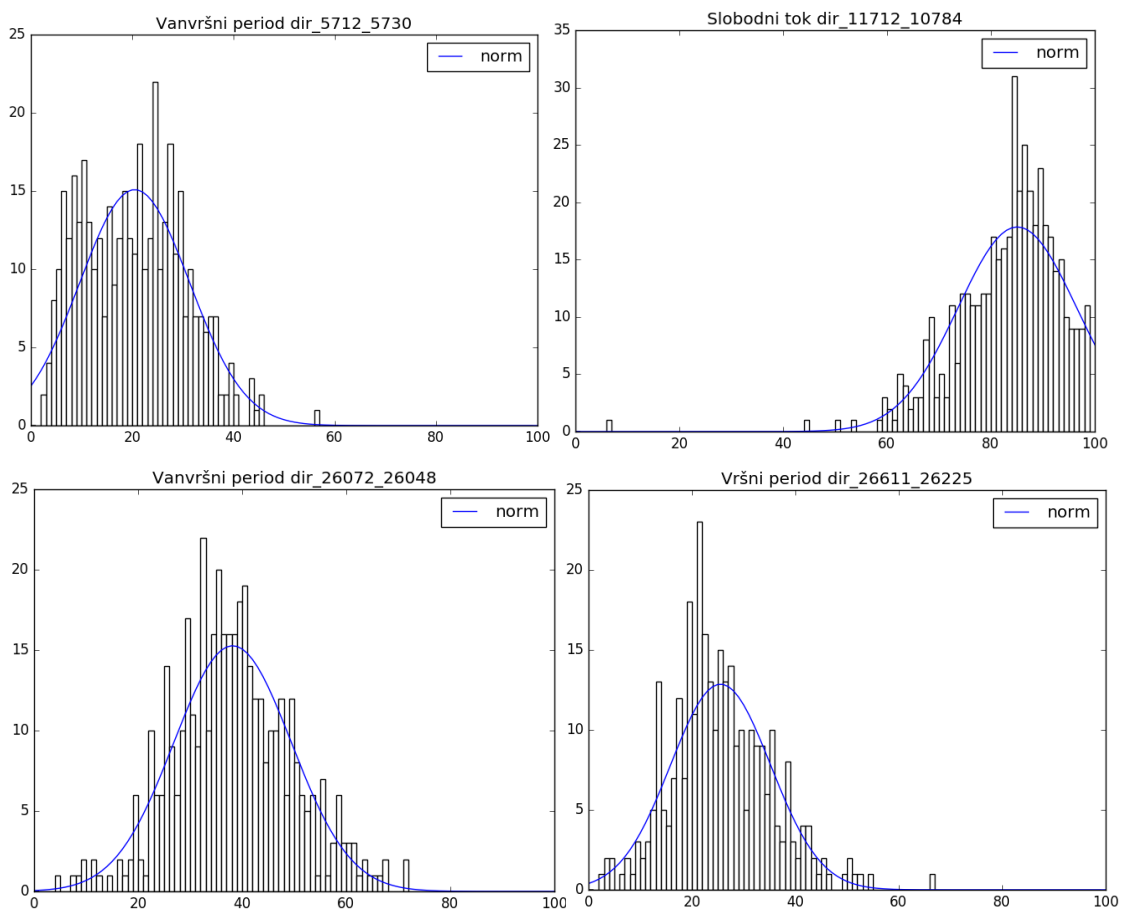 Vanvršni period dir_5712_5730
25
20
15
10
5
0
0 20 40 60 80 100
norm
Slobodni tok dir_11712_10784
35
30
25
20
15
10
5
0
0 20 40 60 80 100
norm
Vanvršni period dir_26072_26048
25
20
15
10
5
0
0 20 40 60 80 100
norm
Vršni period dir_26611_26225
25
20
15
10
5
0
0 20 40 60 80 100
norm